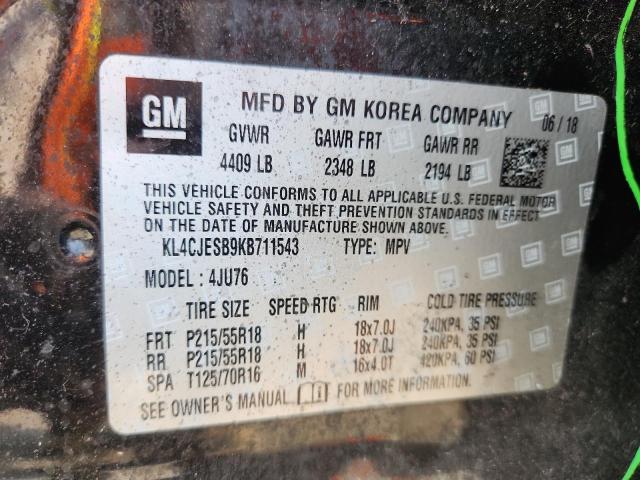 GM MFD BY GM KOREA COMPANY 06/18
GVWR GAWR FRT GAWR RR
4409 LB 2348 LB 2194 LB
THIS VEHICLE CONFORMS TO ALL APPLICABLE U.S. FEDERAL MOTOR
VEHICLE SAFETY AND THEFT PREVENTION STANDARDS IN EFFECT
ON THE DATE OF MANUFACTURE SHOWN ABOVE.
KL4CJESB9KB711543 TYPE: MPV
MODEL: 4JU76
TIRE SIZE SPEED RTG RIM COLD TIRE PRESSURE
FRT P215/55R18 H 18x7.0J 240KPA, 35 PSI
RR P215/55R18 H 18x7.0J 240KPA, 35 PSI
SPA T125/70R16 M 16x4.0T 420KPA, 60 PSI
SEE OWNER'S MANUAL FOR MORE INFORMATION.